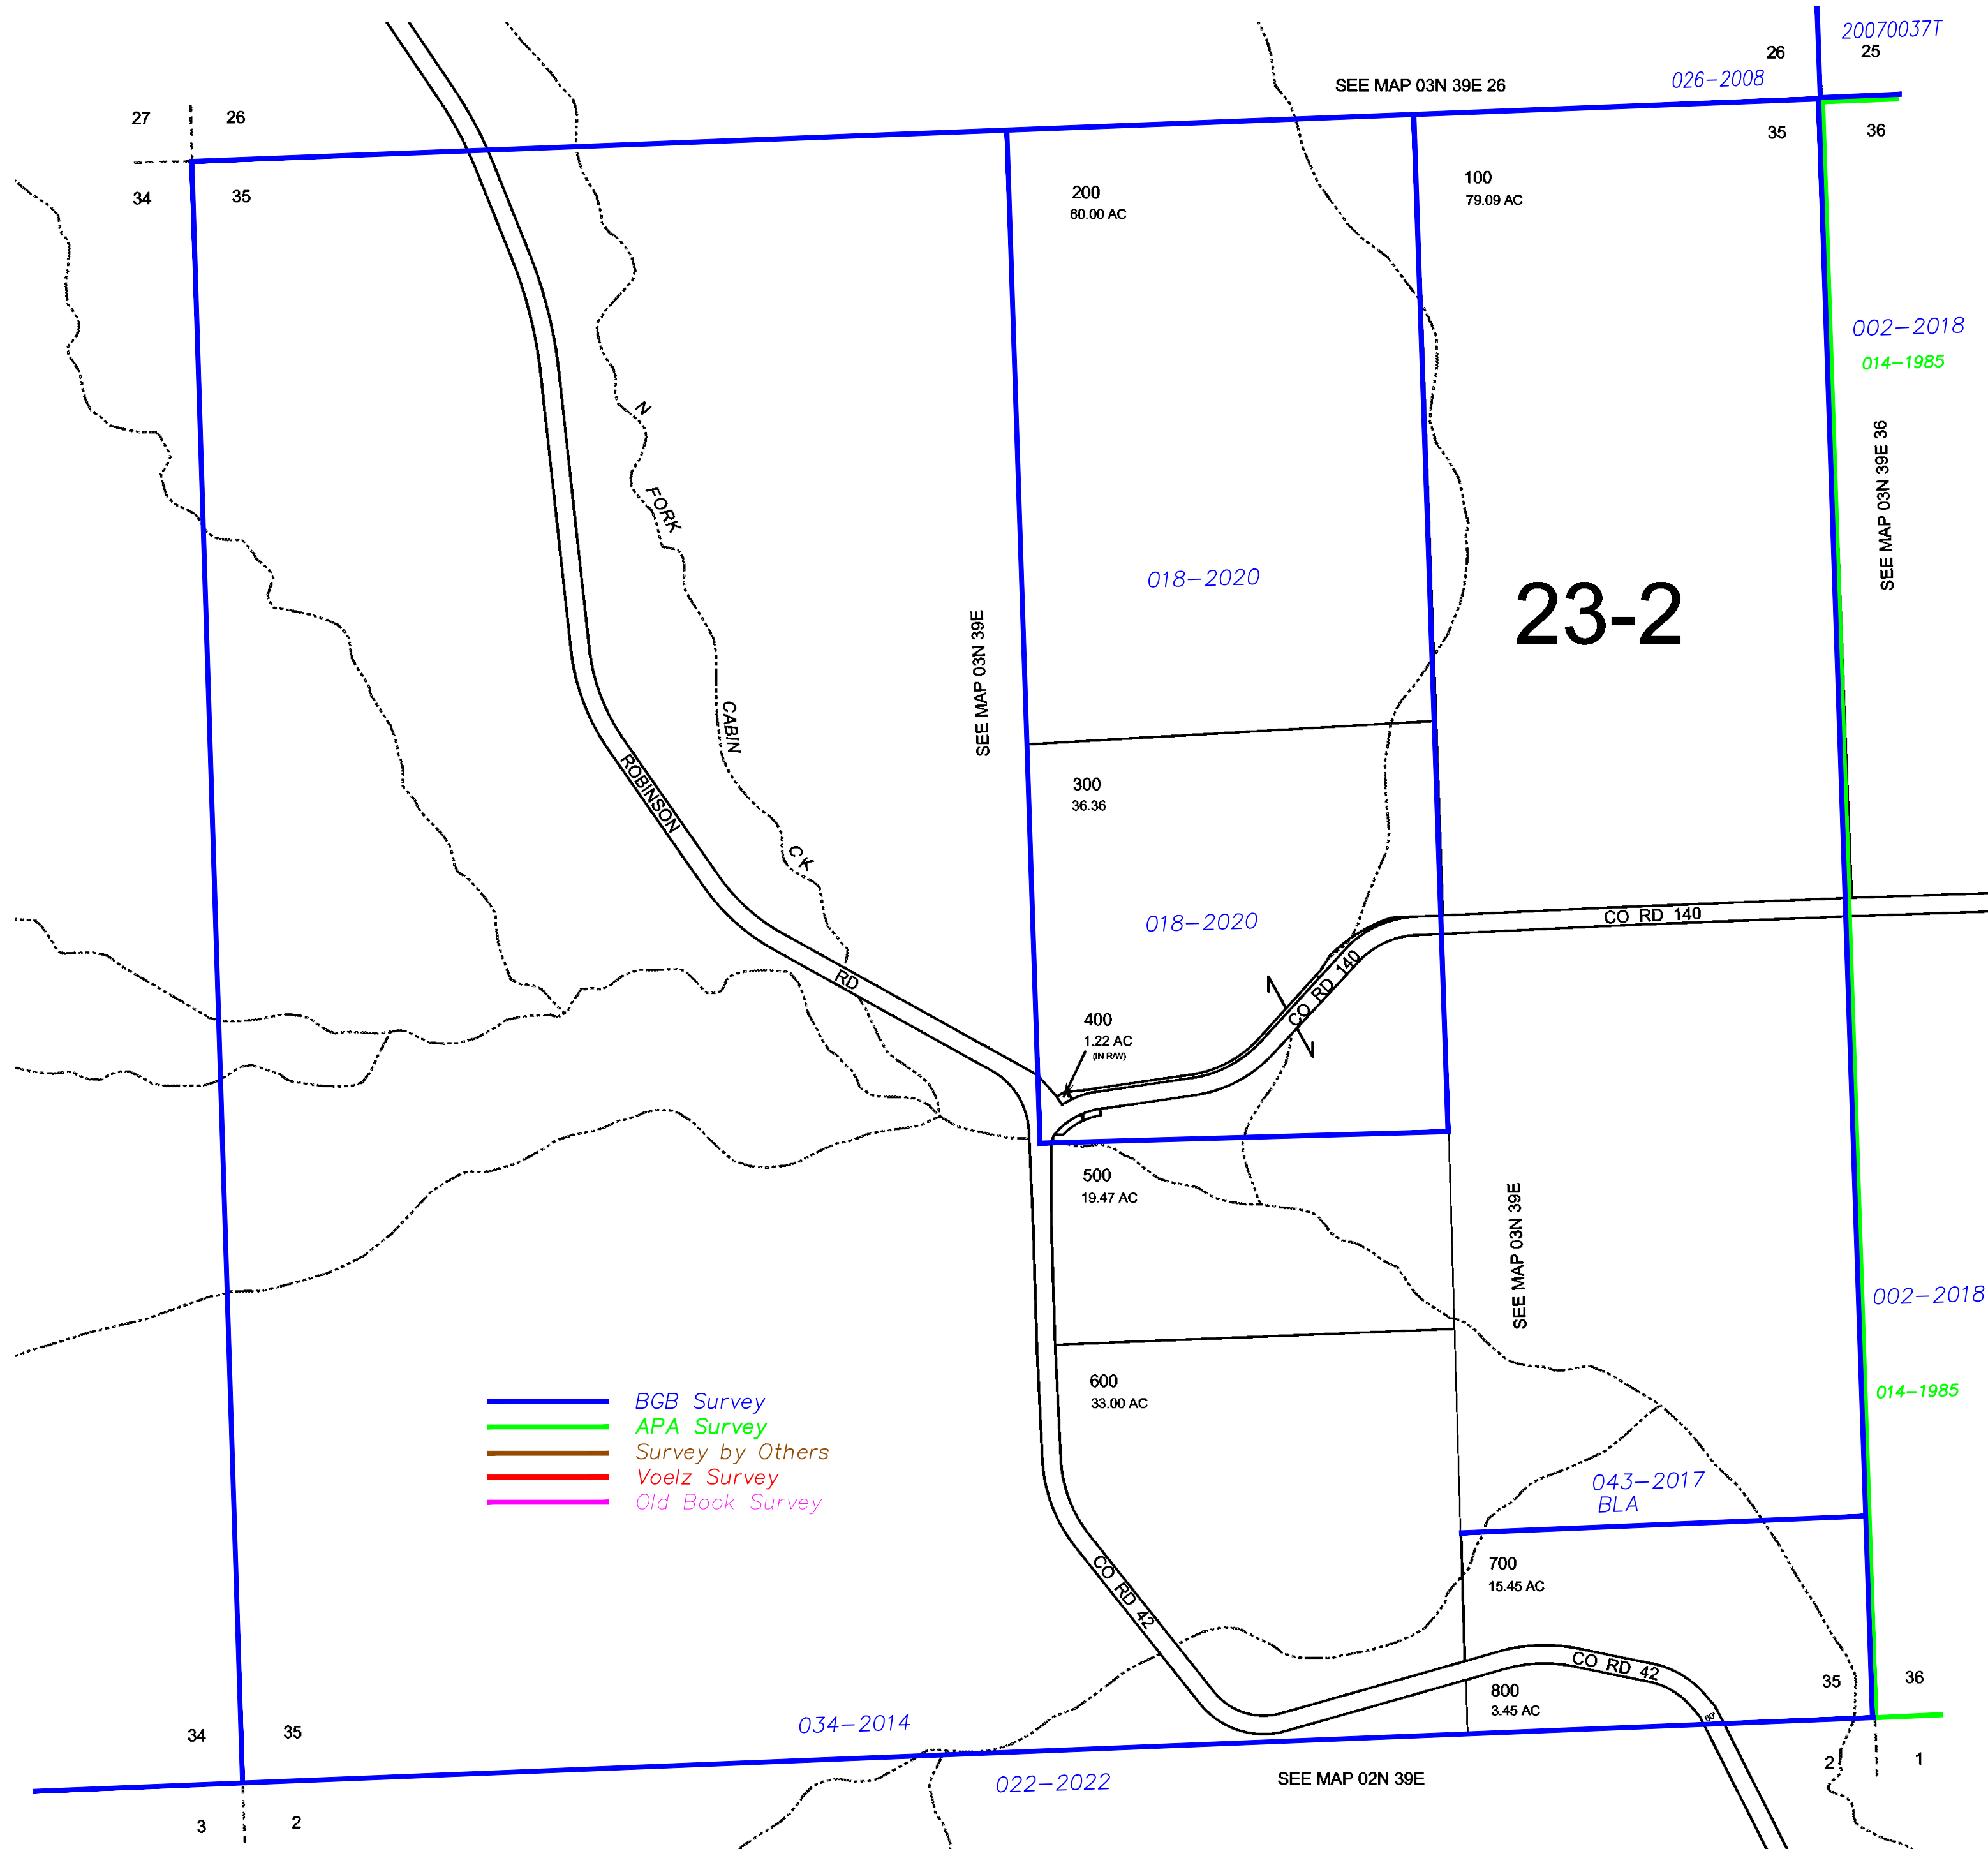 20070037T
26
25
026-2008
SEE MAP 03N 39E 26
27
26
35
36
34
35
200
60.00 AC
100
79.09 AC
002-2018
014-1985
SEE MAP 03N 39E 36
N
FORK
CABIN
CK
018-2020
23-2
SEE MAP 03N 39E
ROBINSON
RD
300
36.36
018-2020
CO RD 140
CO RD 140
400
1.22 AC
(IN R/W)
500
19.47 AC
SEE MAP 03N 39E
002-2018
600
33.00 AC
014-1985
BGB Survey
APA Survey
Survey by Others
Voelz Survey
Old Book Survey
043-2017
BLA
700
15.45 AC
CO RD 42
CO RD 42
35
36
800
3.45 AC
60'
034-2014
34
35
2
1
022-2022
SEE MAP 02N 39E
3
2